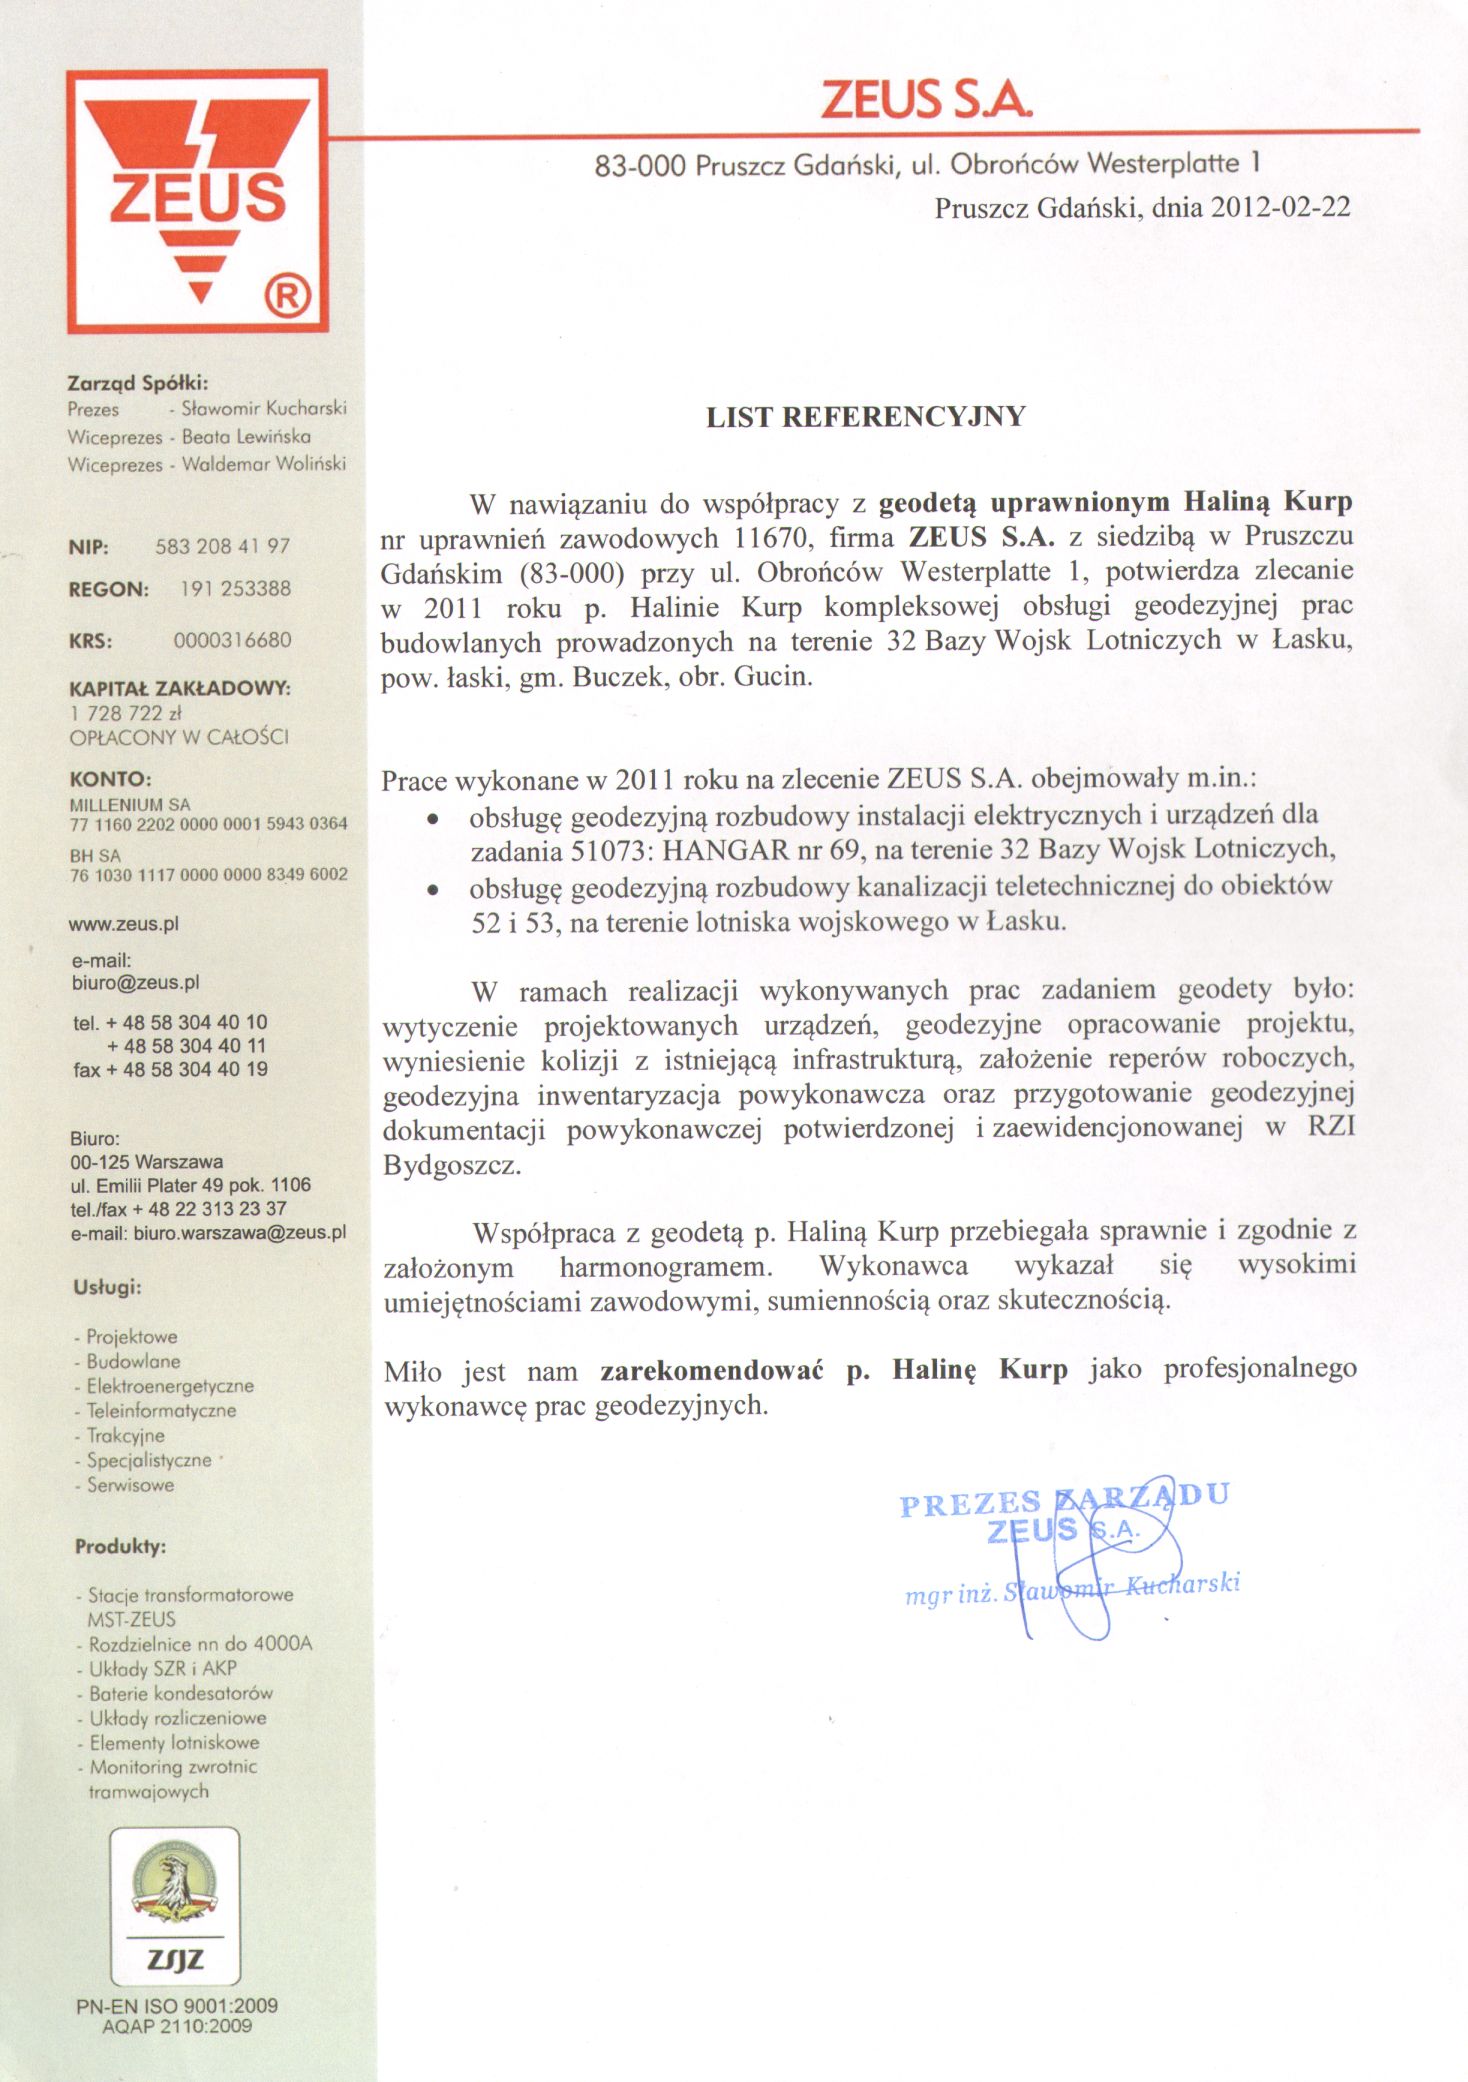 ZEUS
®
ZEUS S.A.
83-000 Pruszcz Gdański, ul. Obrońców Westerplatte 1
Pruszcz Gdański, dnia 2012-02-22
Zarząd Spółki:
Prezes - Sławomir Kucharski
Wiceprezes - Beata Lewińska
Wiceprezes - Waldemar Woliński
NIP: 583 208 41 97
REGON: 191 253388
KRS: 0000316680
KAPITAŁ ZAKŁADOWY:
1 728 722 zł
OPŁACONY W CAŁOŚCI
KONTO:
MILLENIUM SA
77 1160 2202 0000 0001 5943 0364
BH SA
76 1030 1117 0000 0000 8349 6002
www.zeus.pl
e-mail:
biuro@zeus.pl
tel. + 48 58 304 40 10
+ 48 58 304 40 11
fax + 48 58 304 40 19
Biuro:
00-125 Warszawa
ul. Emilii Plater 49 pok. 1106
tel./fax + 48 22 313 23 37
e-mail: biuro.warszawa@zeus.pl
Usługi:
- Projektowe
- Budowlane
- Elektroenergetyczne
- Teleinformatyczne
- Trakcyjne
- Specjalistyczne
- Serwisowe
Produkty:
- Stacje transformatorowe
MST-ZEUS
- Rozdzielnice nn do 4000A
- Układy SZR i AKP
- Baterie kondesatorów
- Układy rozliczeniowe
- Elementy lotniskowe
- Monitoring zwrotnic
tramwajowych
ZSJZ
PN-EN ISO 9001:2009
AQAP 2110:2009
LIST REFERENCYJNY
W nawiązaniu do współpracy z geodetą uprawnionym Haliną Kurp
nr uprawnień zawodowych 11670, firma ZEUS S.A. z siedzibą w Pruszczu
Gdańskim (83-000) przy ul. Obrońców Westerplatte 1, potwierdza zlecanie
w 2011 roku p. Halinie Kurp kompleksowej obsługi geodezyjnej prac
budowlanych prowadzonych na terenie 32 Bazy Wojsk Lotniczych w Łasku,
pow. łaski, gm. Buczek, obr. Gucin.
Prace wykonane w 2011 roku na zlecenie ZEUS S.A. obejmowały m.in.:
• obsługę geodezyjną rozbudowy instalacji elektrycznych i urządzeń dla
zadania 51073: HANGAR nr 69, na terenie 32 Bazy Wojsk Lotniczych,
• obsługę geodezyjną rozbudowy kanalizacji teletechnicznej do obiektów
52 i 53, na terenie lotniska wojskowego w Łasku.
W ramach realizacji wykonywanych prac zadaniem geodety było:
wytyczenie projektowanych urządzeń, geodezyjne opracowanie projektu,
wyniesienie kolizji z istniejącą infrastrukturą, założenie reperów roboczych,
geodezyjna inwentaryzacja powykonawcza oraz przygotowanie geodezyjnej
dokumentacji powykonawczej potwierdzonej i zaewidencjonowanej w RZI
Bydgoszcz.
Współpraca z geodetą p. Haliną Kurp przebiegała sprawnie i zgodnie z
założonym harmonogramem. Wykonawca wykazał się wysokimi
umiejętnościami zawodowymi, sumiennością oraz skutecznością.
Miło jest nam zarekomendować p. Halinę Kurp jako profesjonalnego
wykonawcę prac geodezyjnych.
PREZES ZARZĄDU
ZEUS S.A.
mgr inż. Sławomir Kucharski